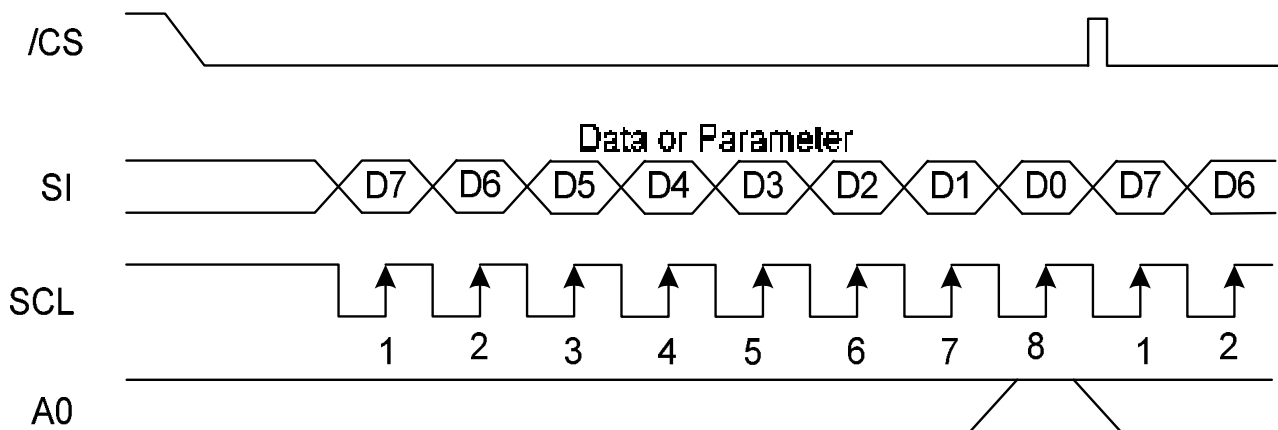 /CS
Data or Parameter
SI D7 D6 D5 D4 D3 D2 D1 D0 D7 D6
SCL
1 2 3 4 5 6 7 8 1 2
A0